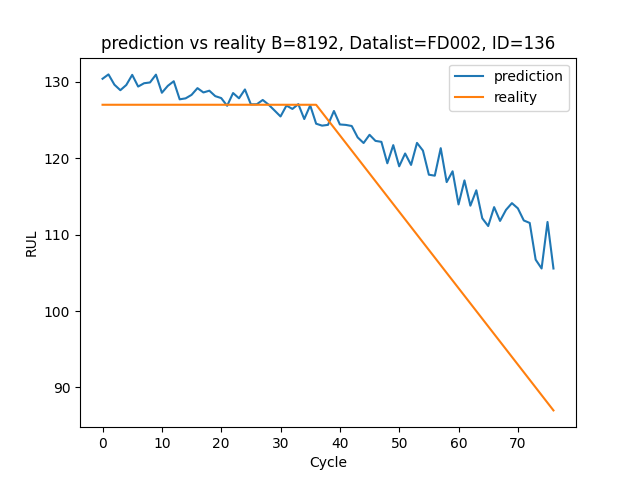 prediction vs reality B=8192, Datalist=FD002, ID=136
prediction
reality
RUL
130
120
110
100
90
0 10 20 30 40 50 60 70
Cycle